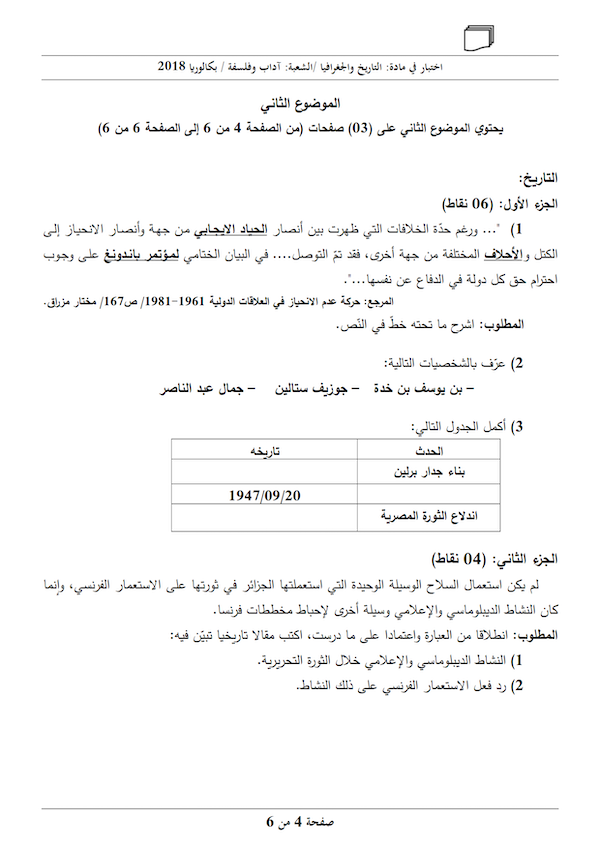 اختبار في مادة: التاريخ والجغرافيا /الشعبة: آداب وفلسفة / بكالوريا 2018
الموضوع الثاني
يحتوي الموضوع الثاني على (03) صفحات (من الصفحة 4 من 6 إلى الصفحة 6 من 6)
التاريخ:
الجزء الأول: (06 نقاط)
1) "... ورغم حدّة الخلافات التي ظهرت بين أنصار الحياد الايجابي من جهة وأنصار الانحياز إلى
الكتل والأحلاف المختلفة من جهة أخرى، فقد تمّ التوصل.... في البيان الختامي لمؤتمر باندونغ على وجوب
احترام حق كل دولة في الدفاع عن نفسها...".
المرجع: حركة عدم الانحياز في العلاقات الدولية 1961-1981/ ص167/ مختار مزراق.
المطلوب: اشرح ما تحته خطّ في النّص.
2) عرّف بالشخصيات التالية:
– بن يوسف بن خدة – جوزيف ستالين – جمال عبد الناصر
3) أكمل الجدول التالي:
الحدث تاريخه
بناء جدار برلين
1947/09/20
اندلاع الثورة المصرية
الجزء الثاني: (04 نقاط)
لم يكن استعمال السلاح الوسيلة الوحيدة التي استعملتها الجزائر في ثورتها على الاستعمار الفرنسي، وإنما
كان النشاط الديبلوماسي والإعلامي وسيلة أخرى لإحباط مخططات فرنسا.
المطلوب: انطلاقا من العبارة واعتمادا على ما درست، اكتب مقالا تاريخيا تبيّن فيه:
1) النشاط الديبلوماسي والإعلامي خلال الثورة التحريرية.
2) رد فعل الاستعمار الفرنسي على ذلك النشاط.
صفحة 4 من 6